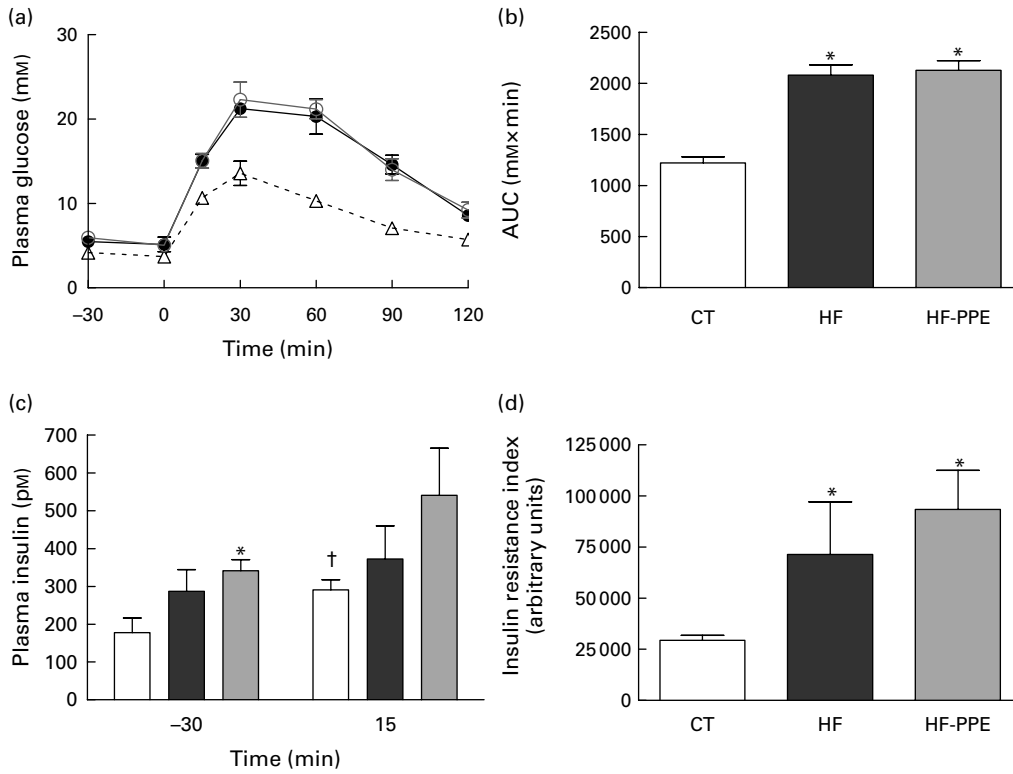 (a)
30
20
10
0
Plasma glucose (mM)
–30
0
30
60
90
120
Time (min)
(b)
2500
2000
1500
1000
500
0
AUC (mM×min)
*
*
CT
HF
HF-PPE
(c)
700
600
500
400
300
200
100
0
Plasma insulin (pM)
*
†
–30
15
Time (min)
(d)
125 000
100 000
75 000
50 000
25 000
0
Insulin resistance index
(arbitrary units)
*
*
CT
HF
HF-PPE